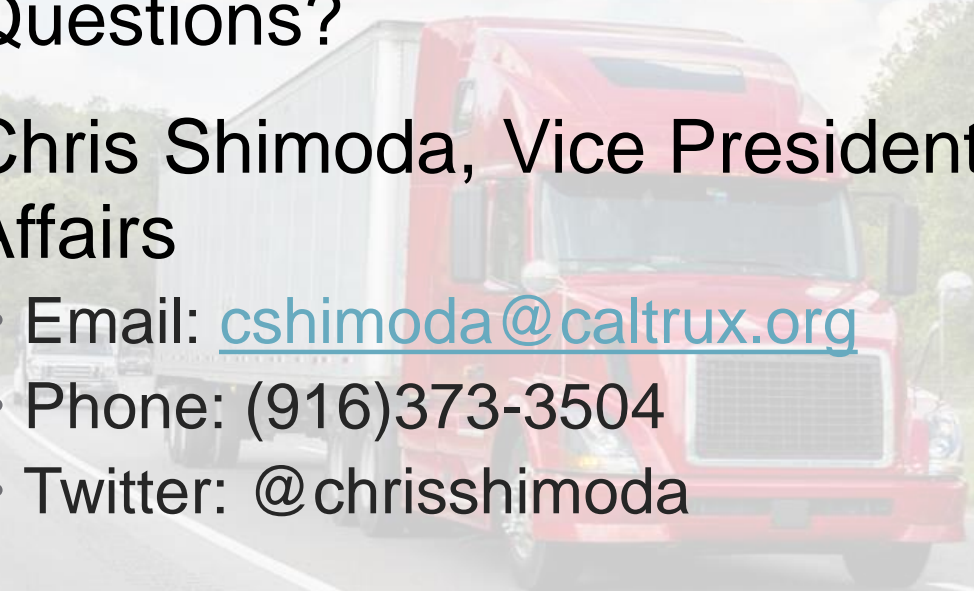 Questions?
Chris Shimoda, Vice President
Affairs
• Email: cshimoda@caltrux.org
• Phone: (916)373-3504
• Twitter: @chrisshimoda